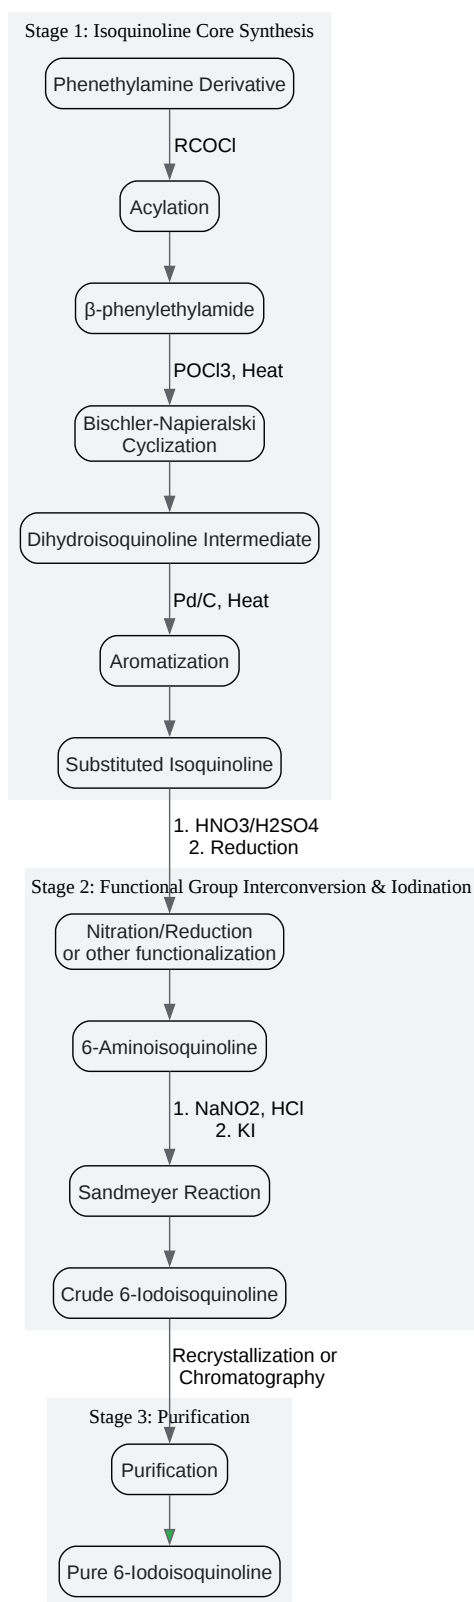 Stage 1: Isoquinoline Core Synthesis
Phenethylamine Derivative
RCOCl
Acylation
β-phenylethylamide
POCl3, Heat
Bischler-Napieralski
Cyclization
Dihydroisoquinoline Intermediate
Pd/C, Heat
Aromatization
Substituted Isoquinoline
1. HNO3/H2SO4
2. Reduction
Stage 2: Functional Group Interconversion & Iodination
Nitration/Reduction
or other functionalization
6-Aminoisoquinoline
1. NaNO2, HCl
2. KI
Sandmeyer Reaction
Crude 6-Iodoisoquinoline
Recrystallization or
Chromatography
Stage 3: Purification
Purification
Pure 6-Iodoisoquinoline